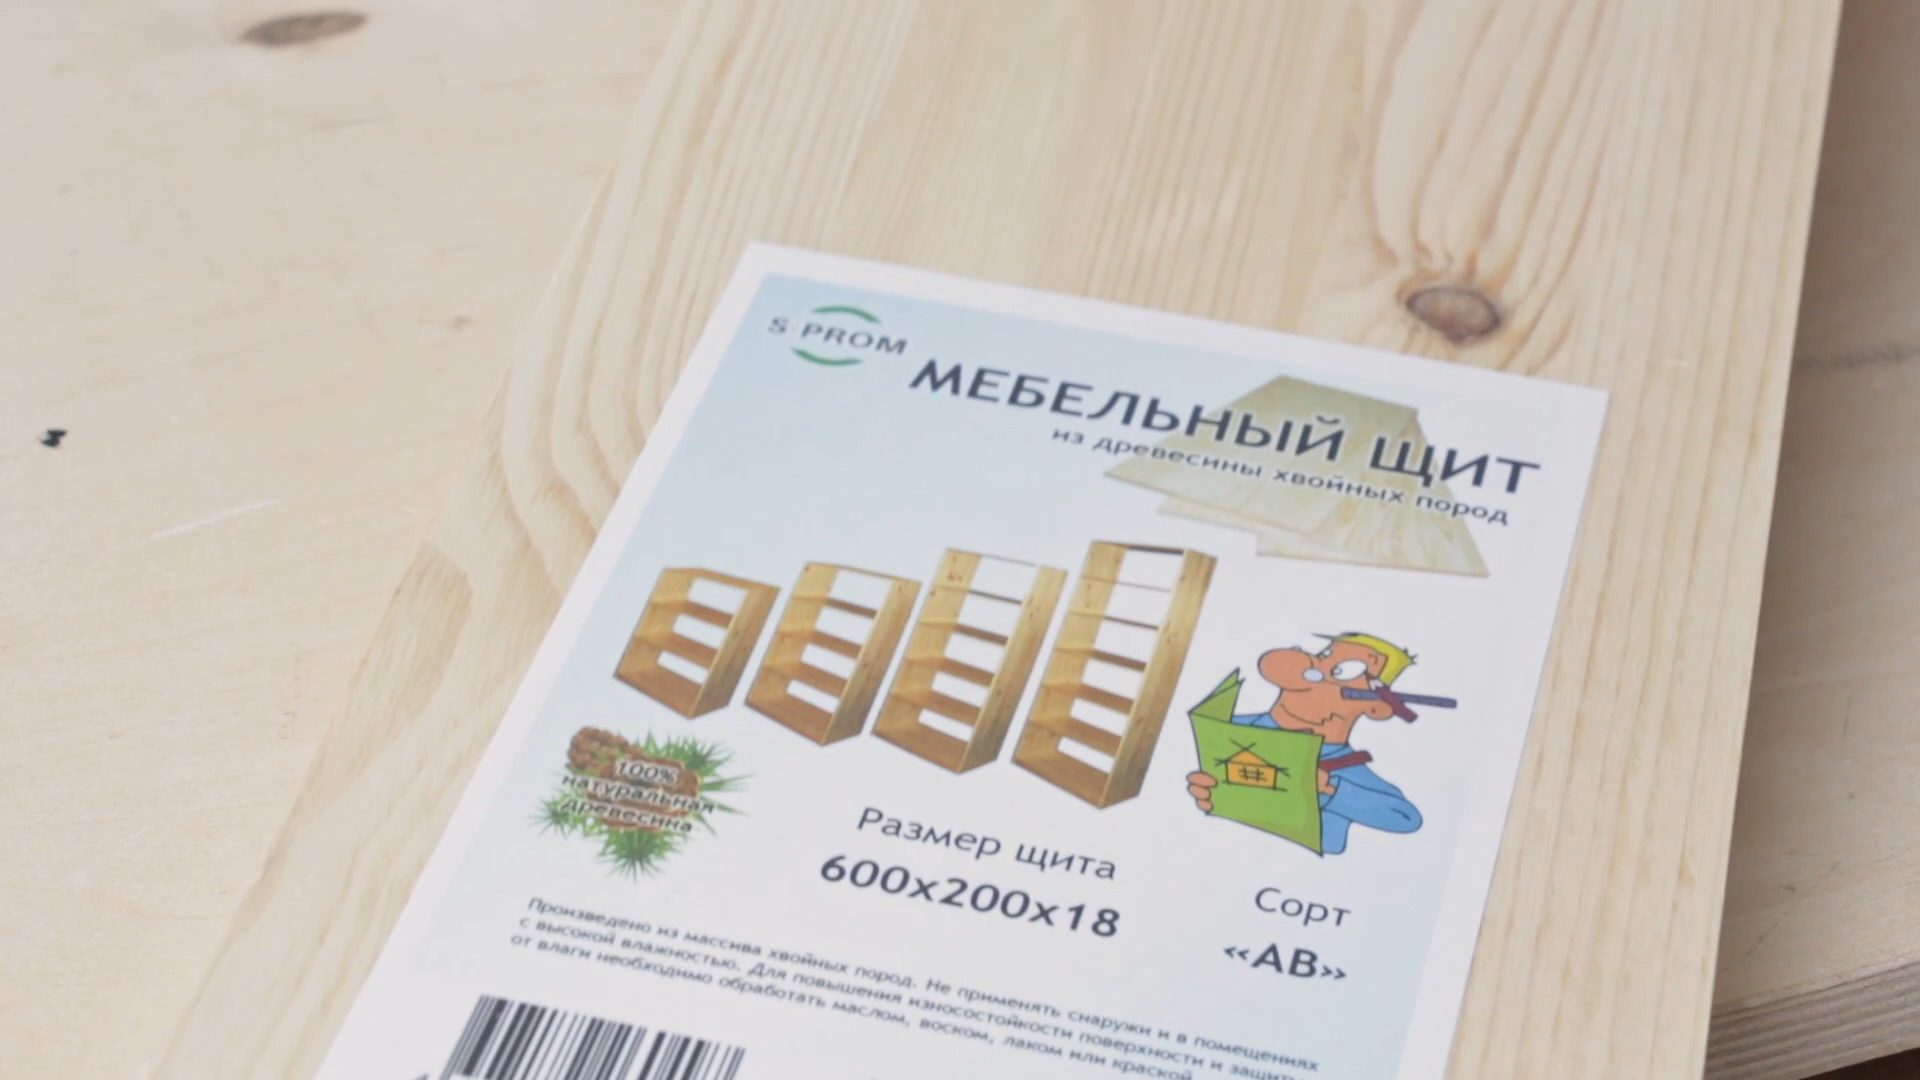 S-PROM
МЕБЕЛЬНЫЙ ЩИТ
из древесины хвойных пород
100%
натуральная
древесина
Размер щита
600х200х18
Сорт
«АВ»
Произведено из массива хвойных пород. Не применять снаружи и в помещениях
с высокой влажностью. Для повышения износостойкости поверхности и защиты
от влаги необходимо обработать маслом, воском, лаком или краской.